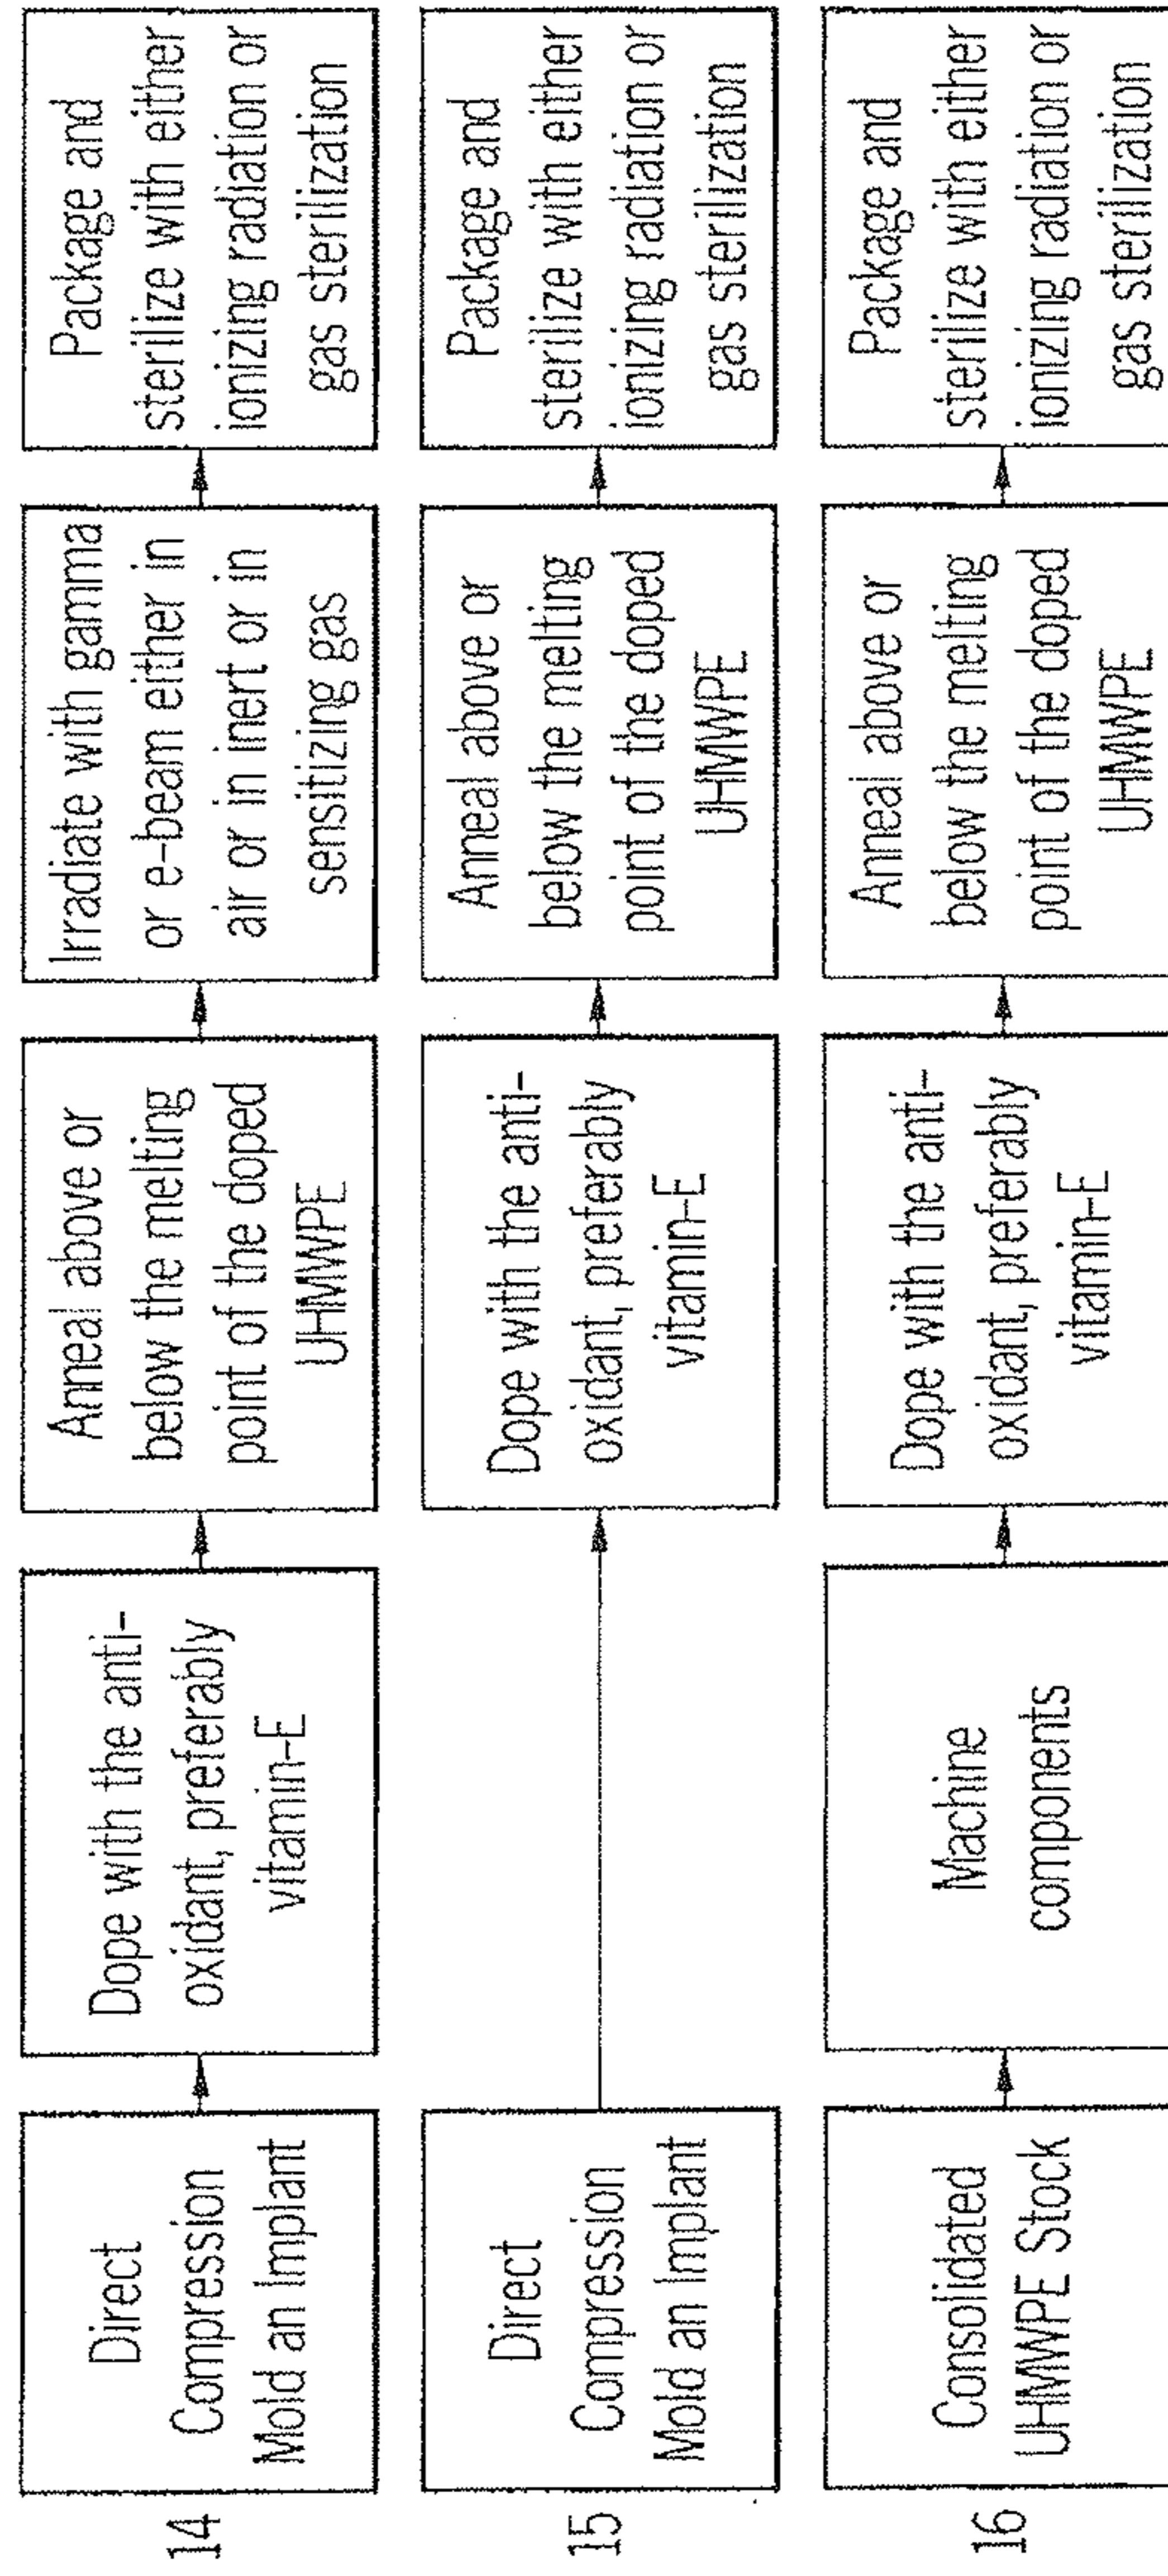 14
Direct
Compression
Mold an Implant
Dope with the anti-
oxidant, preferably
vitamin-E
Anneal above or
below the melting
point of the doped
UHMWPE
Irradiate with gamma
or e-beam either in
air or in inert or in
sensitizing gas
Package and
sterilize with either
ionizing radiation or
gas sterilization
15
Direct
Compression
Mold an Implant
Dope with the anti-
oxidant, preferably
vitamin-E
Anneal above or
below the melting
point of the doped
UHMWPE
Package and
sterilize with either
ionizing radiation or
gas sterilization
16
Consolidated
UHMWPE Stock
Machine
components
Dope with the anti-
oxidant, preferably
vitamin-E
Anneal above or
below the melting
point of the doped
UHMWPE
Package and
sterilize with either
ionizing radiation or
gas sterilization